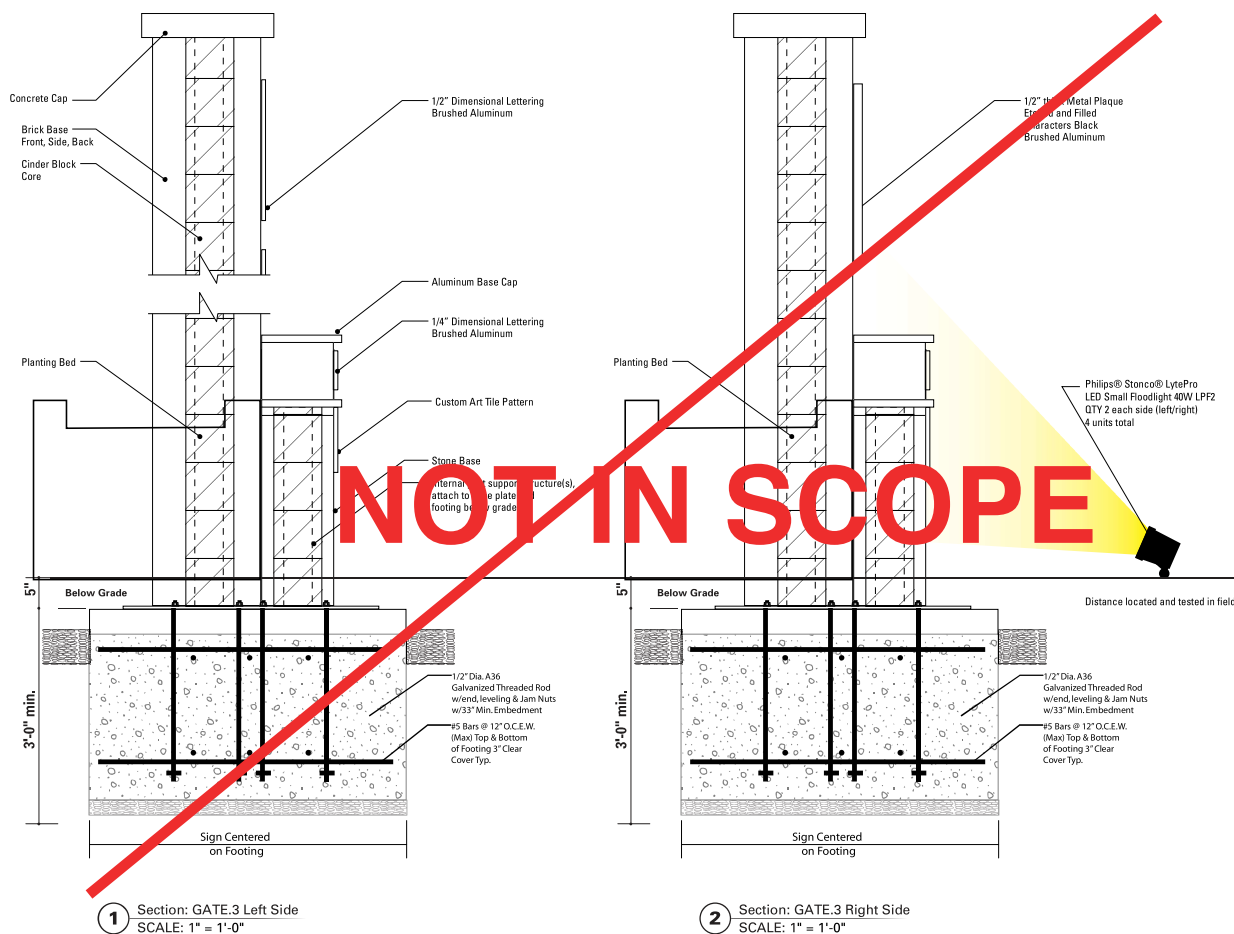 Concrete Cap
Brick Base
Front, Side, Back
Cinder Block
Core
1/2" Dimensional Lettering
Brushed Aluminum
Aluminum Base Cap
1/4" Dimensional Lettering
Brushed Aluminum
Planting Bed
Custom Art Tile Pattern
Stone Base
support
attach to
footing below grade
5"
Below Grade
3'-0" min.
1/2" Dia. A36
Galvanized Threaded Rod
w/end, leveling & Jam Nuts
w/33" Min. Embedment
#5 Bars @ 12" O.C.E.W.
(Max) Top & Bottom
of Footing 3" Clear
Cover Typ.
Sign Centered
on Footing
1 Section: GATE.3 Left Side
SCALE: 1" = 1'-0"
NOT IN SCOPE
1/2" Metal Plaque
and Filled
Black
Brushed Aluminum
Planting Bed
Philips® Stonco® LytePro
LED Small Floodlight 40W LPF2
QTY 2 each side (left/right)
4 units total
5"
Below Grade
Distance located and tested in field
3'-0" min.
1/2" Dia. A36
Galvanized Threaded Rod
w/end, leveling & Jam Nuts
w/33" Min. Embedment
#5 Bars @ 12" O.C.E.W.
(Max) Top & Bottom
of Footing 3" Clear
Cover Typ.
Sign Centered
on Footing
2 Section: GATE.3 Right Side
SCALE: 1" = 1'-0"